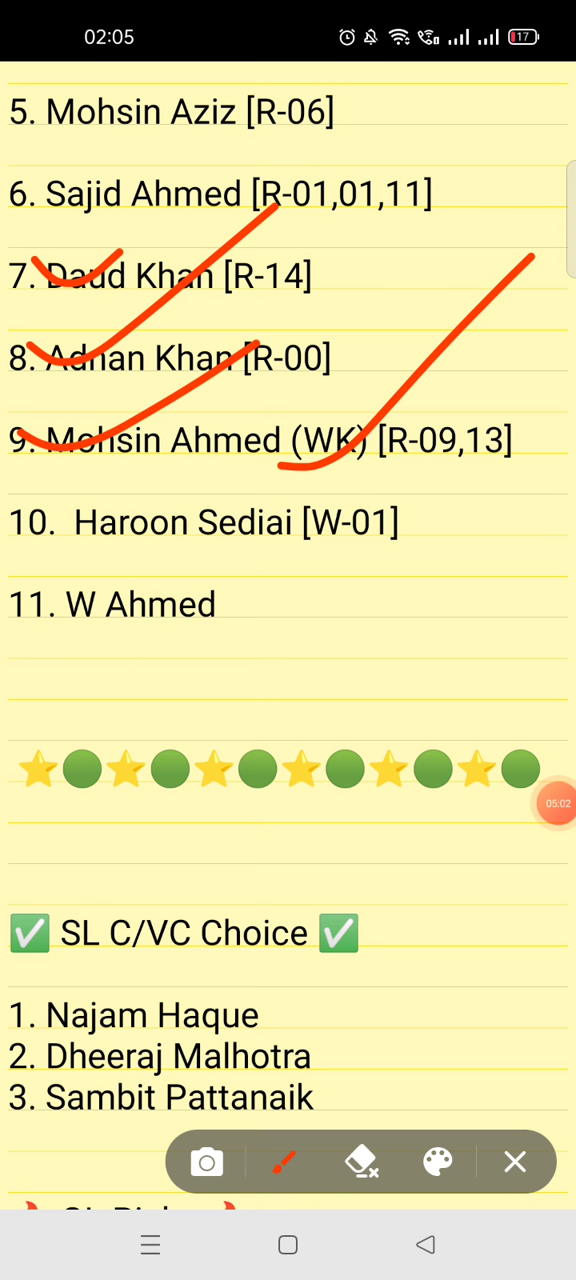 02:05
17
5. Mohsin Aziz [R-06]
6. Sajid Ahmed [R-01,01,11]
7. Daud Khan [R-14]
8. Adnan Khan [R-00]
9. Mohsin Ahmed (WK) [R-09,13]
10. Haroon Sediai [W-01]
11. W Ahmed
05:02
SL C/VC Choice
1. Najam Haque
2. Dheeraj Malhotra
3. Sambit Pattanaik